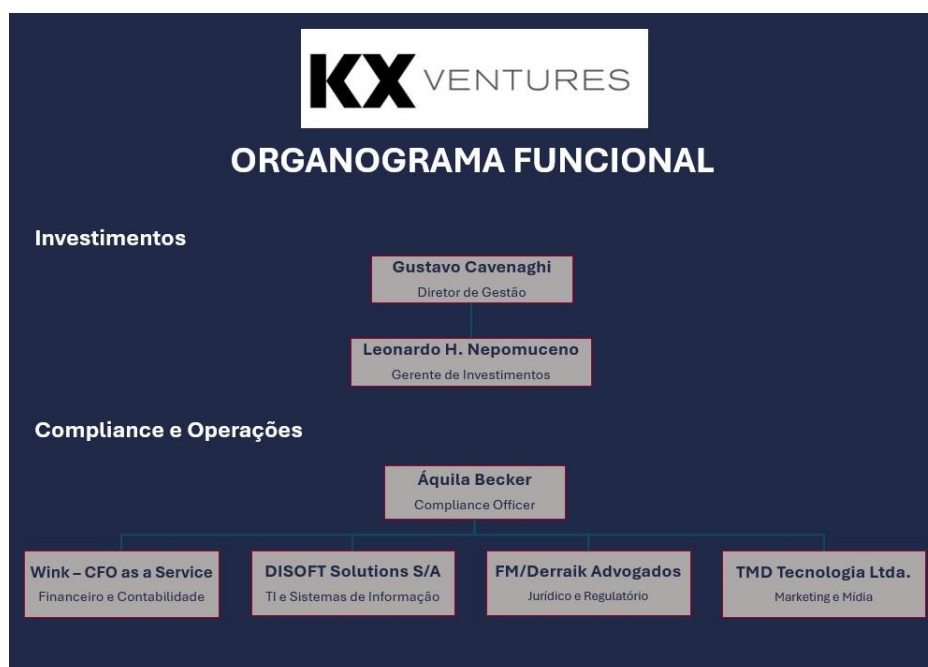 KX VENTURES
ORGANOGRAMA FUNCIONAL
Investimentos
Gustavo Cavenaghi
Diretor de Gestão
Leonardo H. Nepomuceno
Gerente de Investimentos
Compliance e Operações
Áquila Becker
Compliance Officer
Wink – CFO as a Service
Financeiro e Contabilidade
DISOFT Solutions S/A
TI e Sistemas de Informação
FM/Derraik Advogados
Jurídico e Regulatório
TMD Tecnologia Ltda.
Marketing e Mídia